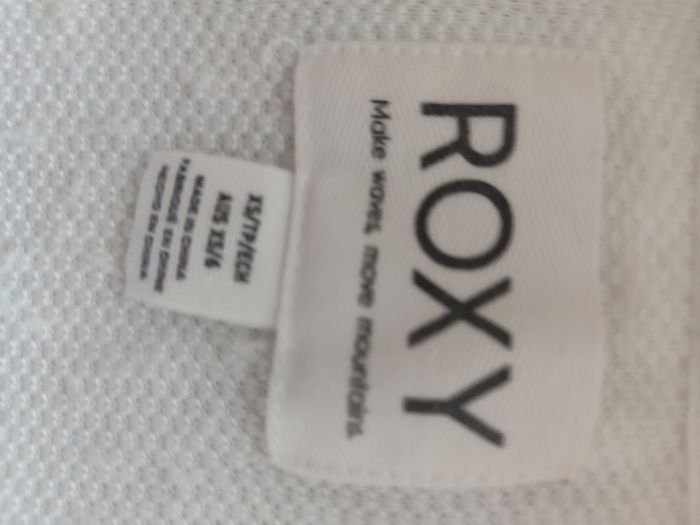 ROXY
Make waves, move mountains.
XS/TP/ECH
AUS XS/6
MADE IN CHINA
FABRIQUÉ EN CHINE
HECHO EN CHINA